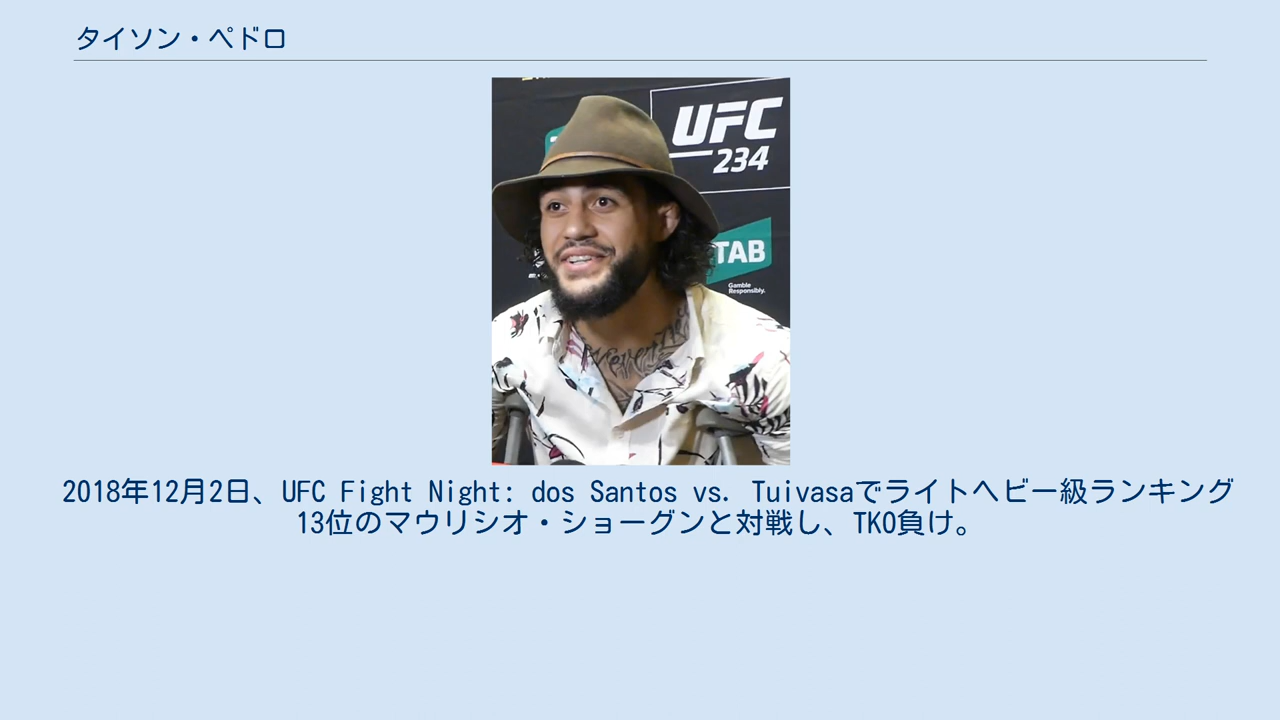 タイソン・ペドロ
UFC
234
TAB
Gamble
Responsibly.
Never
2018年12月2日、UFC Fight Night: dos Santos vs. Tuivasaでライトヘビー級ランキング
13位のマウリシオ・ショーグンと対戦し、TKO負け。